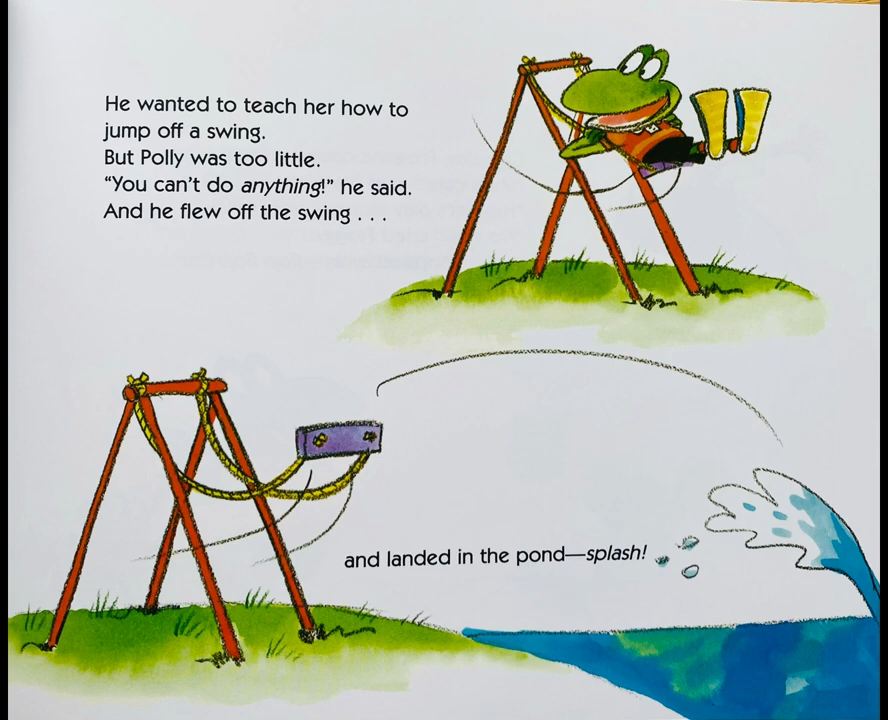 He wanted to teach her how to
jump off a swing.
But Polly was too little.
“You can’t do anything!” he said.
And he flew off the swing . . .
and landed in the pond—splash!